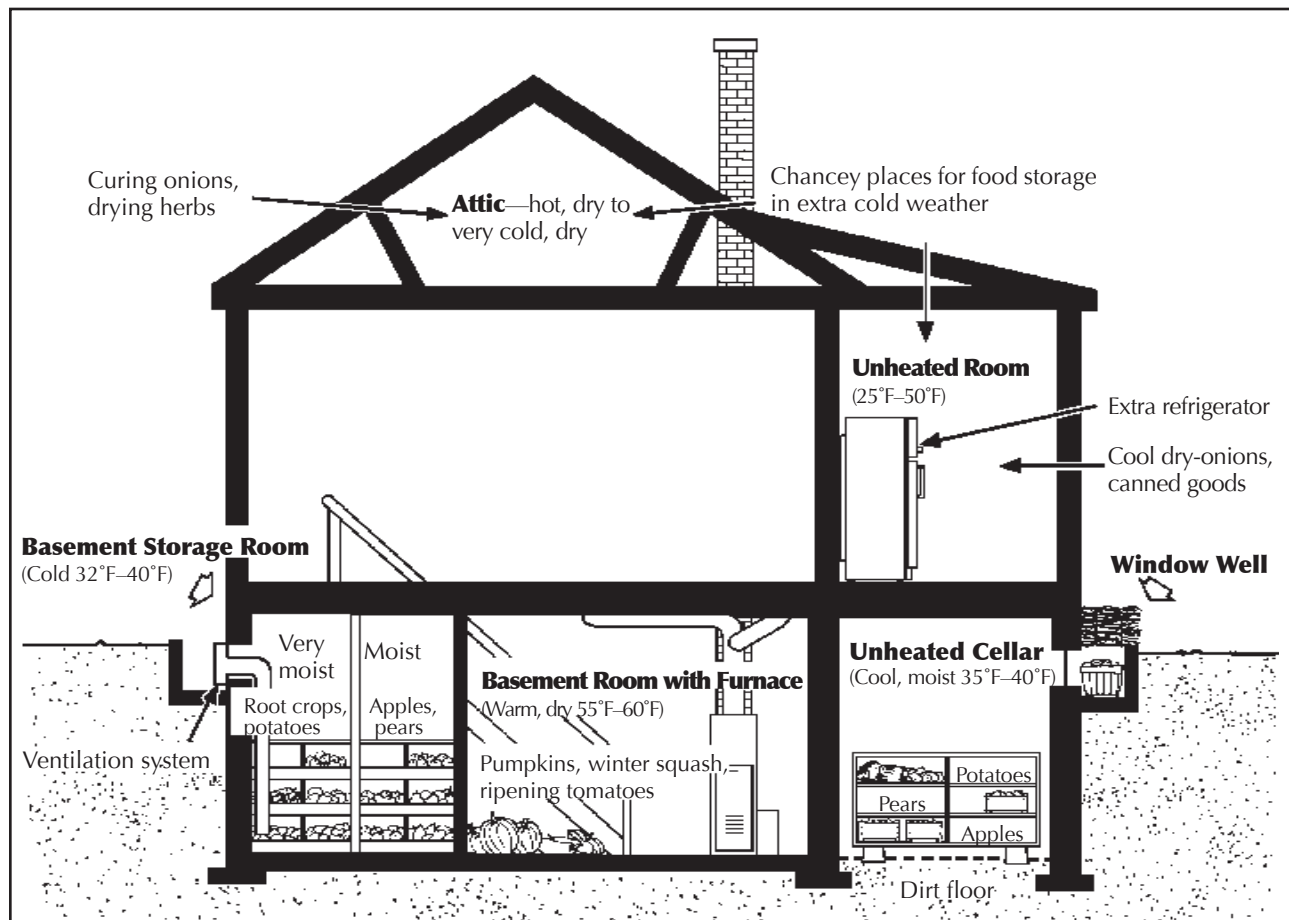 Curing onions,
drying herbs
Attic—hot, dry to
very cold, dry
Chancey places for food storage
in extra cold weather
Unheated Room
(25˚F–50˚F)
Extra refrigerator
Cool dry-onions,
canned goods
Basement Storage Room
(Cold 32˚F–40˚F)
Window Well
Very
moist
Moist
Root crops,
potatoes
Apples,
pears
Ventilation system
Basement Room with Furnace
(Warm, dry 55˚F–60˚F)
Pumpkins, winter squash,
ripening tomatoes
Unheated Cellar
(Cool, moist 35˚F–40˚F)
Potatoes
Pears
Apples
Dirt floor